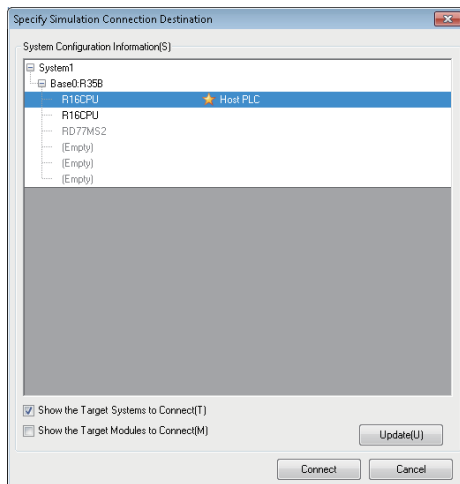 Specify Simulation Connection Destination
System Configuration Information(S)
System1
Base0:R35B
R16CPU Host PLC
R16CPU
RD77MS2
(Empty)
(Empty)
(Empty)
Show the Target Systems to Connect(T)
Show the Target Modules to Connect(M)
Update(U)
Connect Cancel